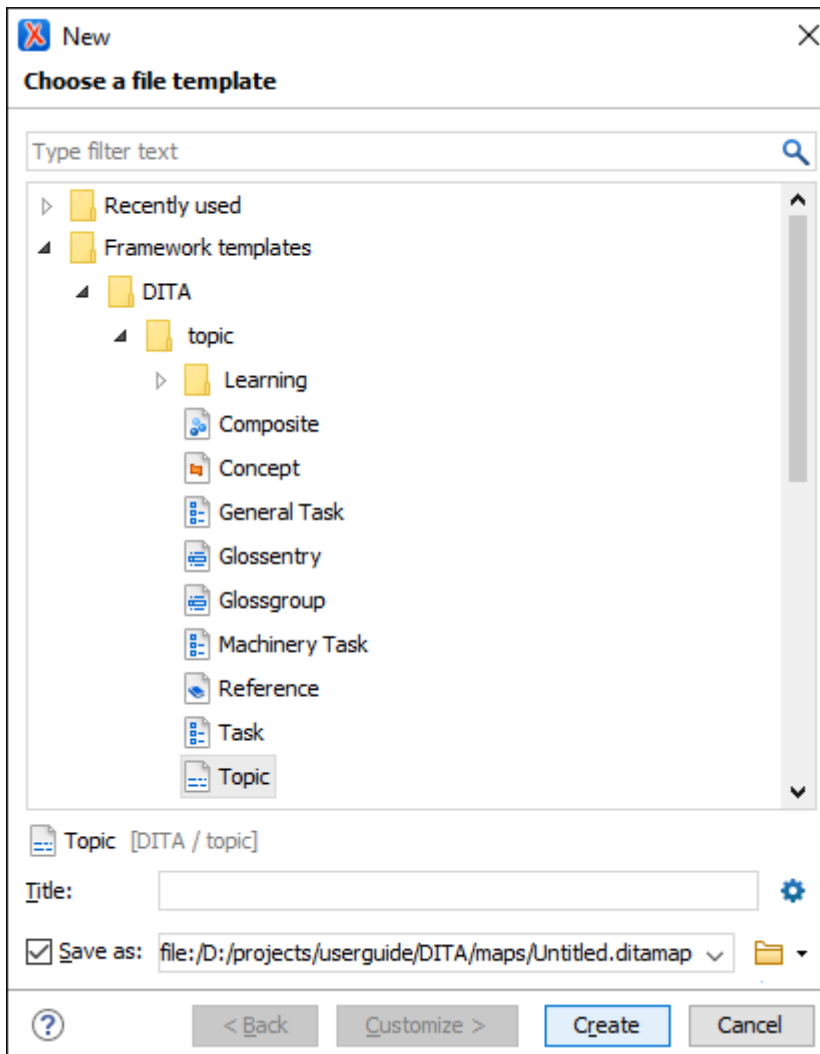 New
Choose a file template
Type filter text
Recently used
Framework templates
DITA
topic
Learning
Composite
Concept
General Task
Glossentry
Glossgroup
Machinery Task
Reference
Task
Topic
Topic [DITA / topic]
Title:
Save as: file:/D:/projects/userguide/DITA/maps/Untitled.ditamap
? < Back Customize > Create Cancel